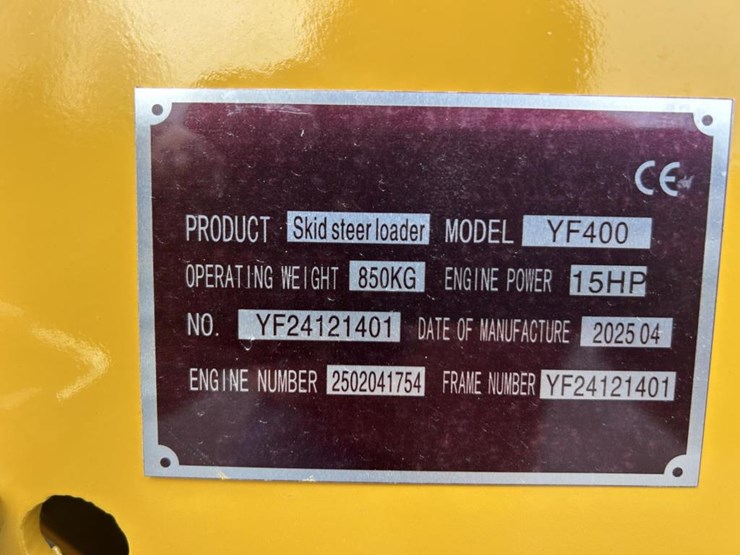 CE
PRODUCT Skid steer loader MODEL YF400
OPERATING WEIGHT 850KG ENGINE POWER 15HP
NO. YF24121401 DATE OF MANUFACTURE 2025 04
ENGINE NUMBER 2502041754 FRAME NUMBER YF24121401